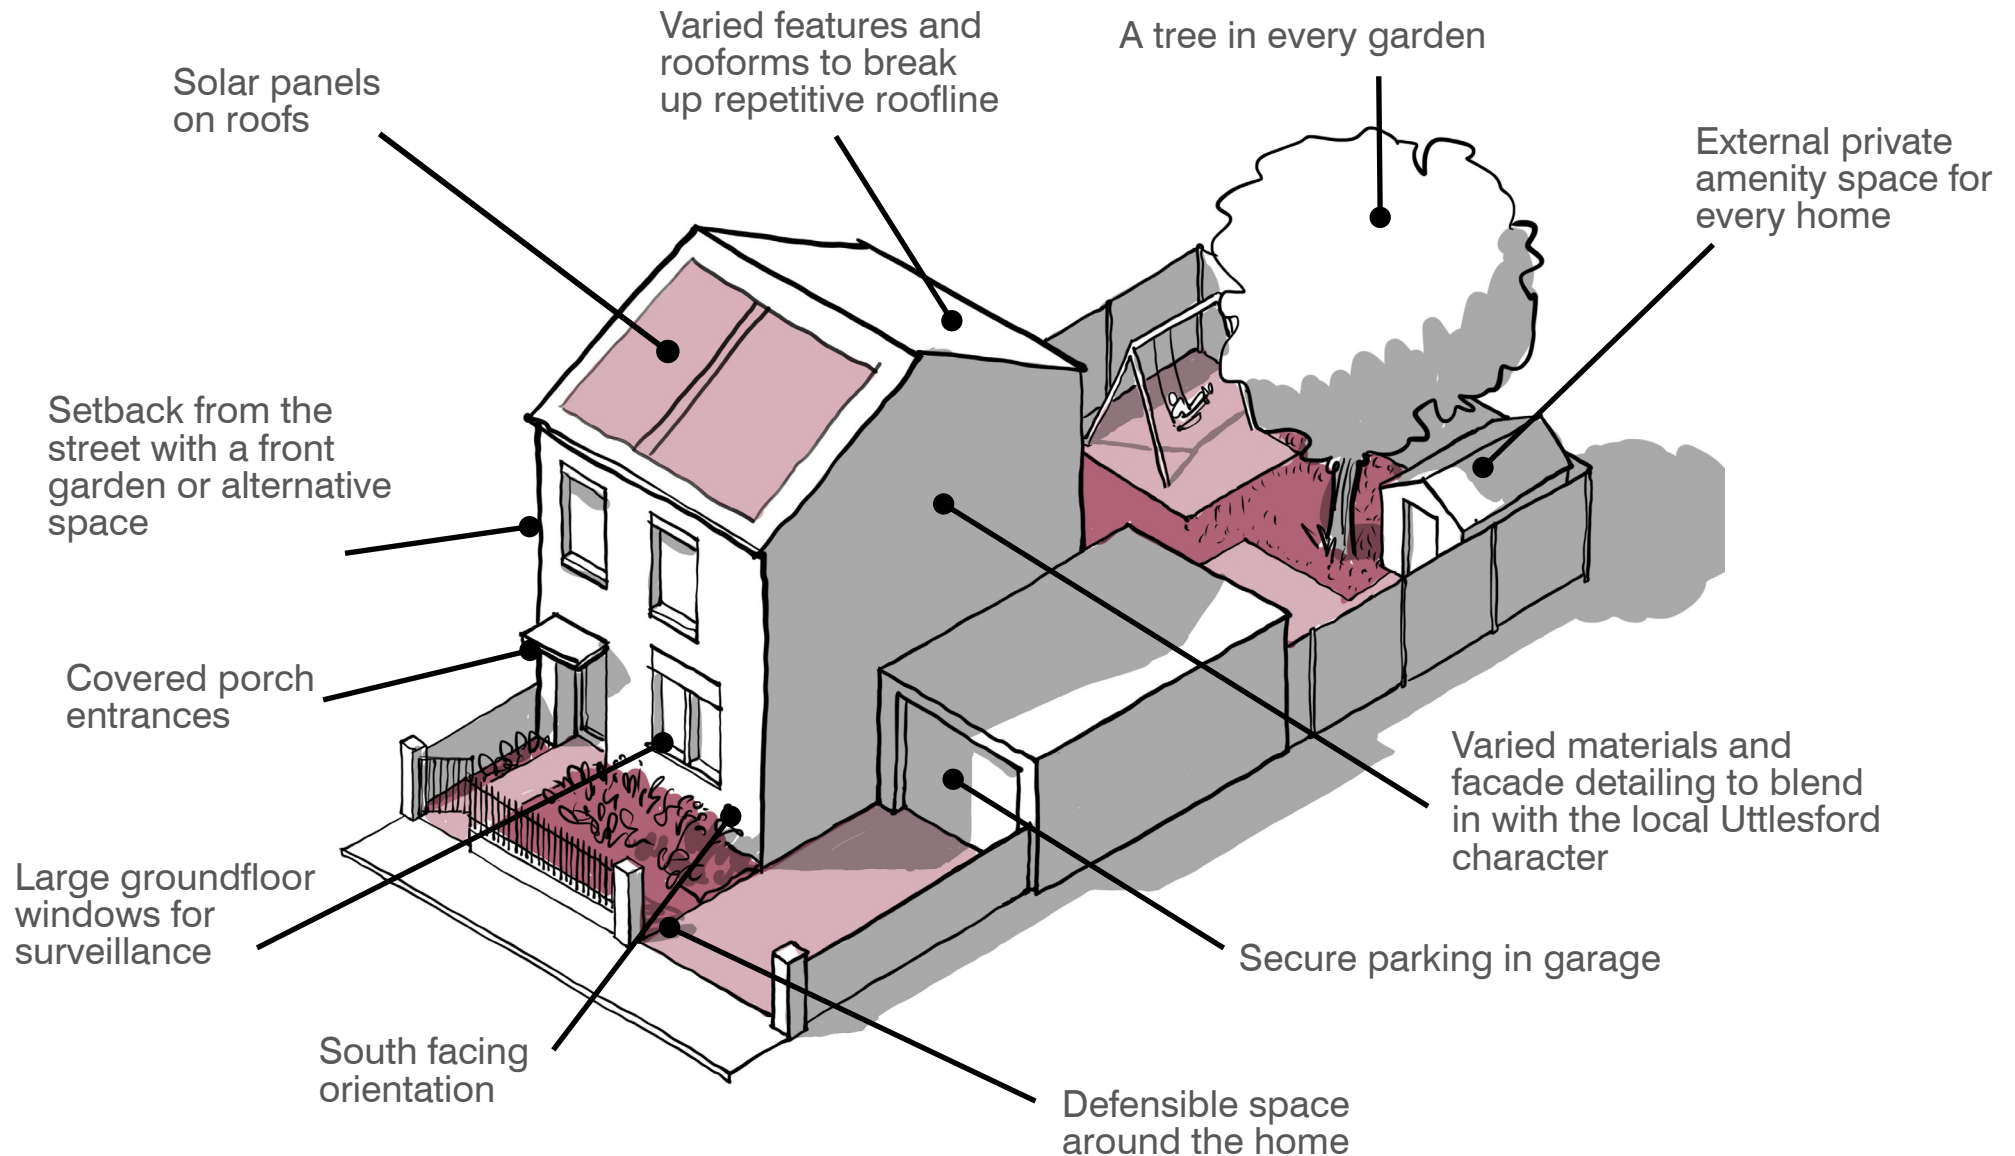 Solar panels
on roofs
Varied features and
rooforms to break
up repetitive roofline
A tree in every garden
External private
amenity space for
every home
Setback from the
street with a front
garden or alternative
space
Covered porch
entrances
Large groundfloor
windows for
surveillance
South facing
orientation
Defensible space
around the home
Secure parking in garage
Varied materials and
facade detailing to blend
in with the local Uttlesford
character